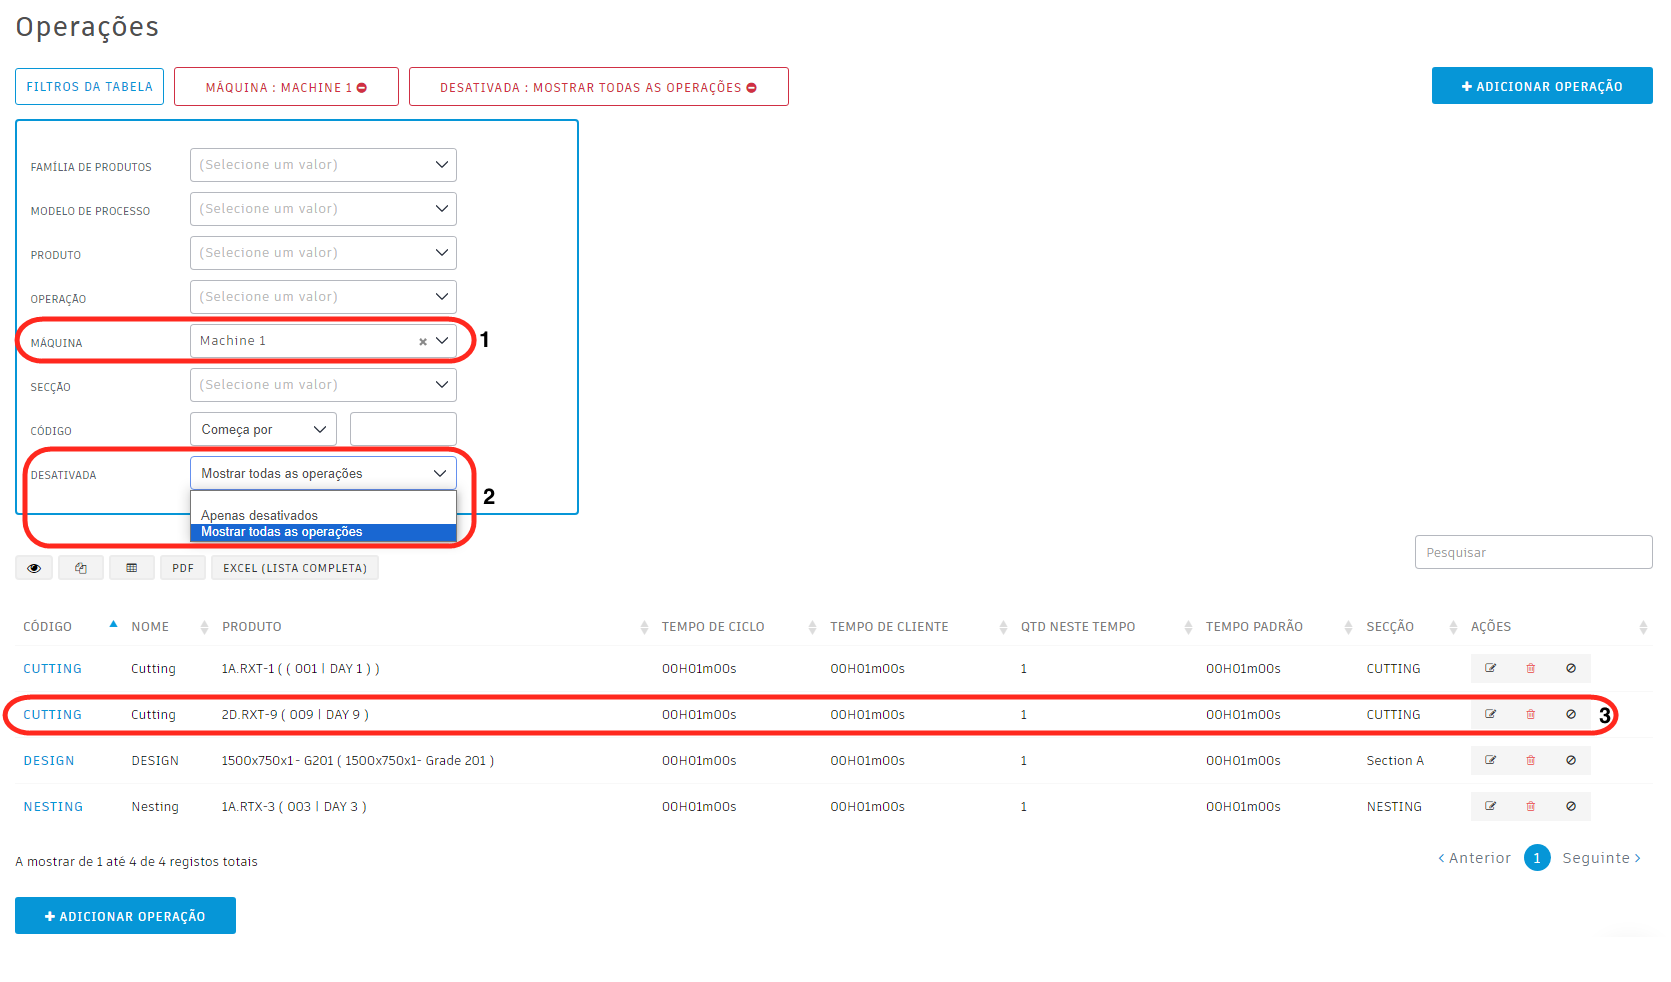 Operações
FILTROS DA TABELA
MÁQUINA : MACHINE 1
DESATIVADA : MOSTRAR TODAS AS OPERAÇÕES
ADICIONAR OPERAÇÃO
FAMÍLIA DE PRODUTOS (Selecione um valor)
MODELO DE PROCESSO (Selecione um valor)
PRODUTO (Selecione um valor)
OPERAÇÃO (Selecione um valor)
MÁQUINA Machine 1 × 1
SECÇÃO (Selecione um valor)
CÓDIGO Começa por
DESATIVADA Mostrar todas as operações
2
Apenas desativados
Mostrar todas as operações
Pesquisar
PDF EXCEL (LISTA COMPLETA)
CÓDIGO NOME PRODUTO TEMPO DE CICLO TEMPO DE CLIENTE QTD NESTE TEMPO TEMPO PADRÃO SECÇÃO AÇÕES
CUTTING Cutting 1A.RXT-1 ( ( 001 | DAY 1 ) ) 00H01m00s 00H01m00s 1 00H01m00s CUTTING
CUTTING Cutting 2D.RXT-9 ( 009 | DAY 9 ) 00H01m00s 00H01m00s 1 00H01m00s CUTTING 3
DESIGN DESIGN 1500x750x1- G201 ( 1500x750x1- Grade 201 ) 00H01m00s 00H01m00s 1 00H01m00s Section A
NESTING Nesting 1A.RTX-3 ( 003 | DAY 3 ) 00H01m00s 00H01m00s 1 00H01m00s NESTING
A mostrar de 1 até 4 de 4 registos totais
‹ Anterior 1 Seguinte ›
ADICIONAR OPERAÇÃO